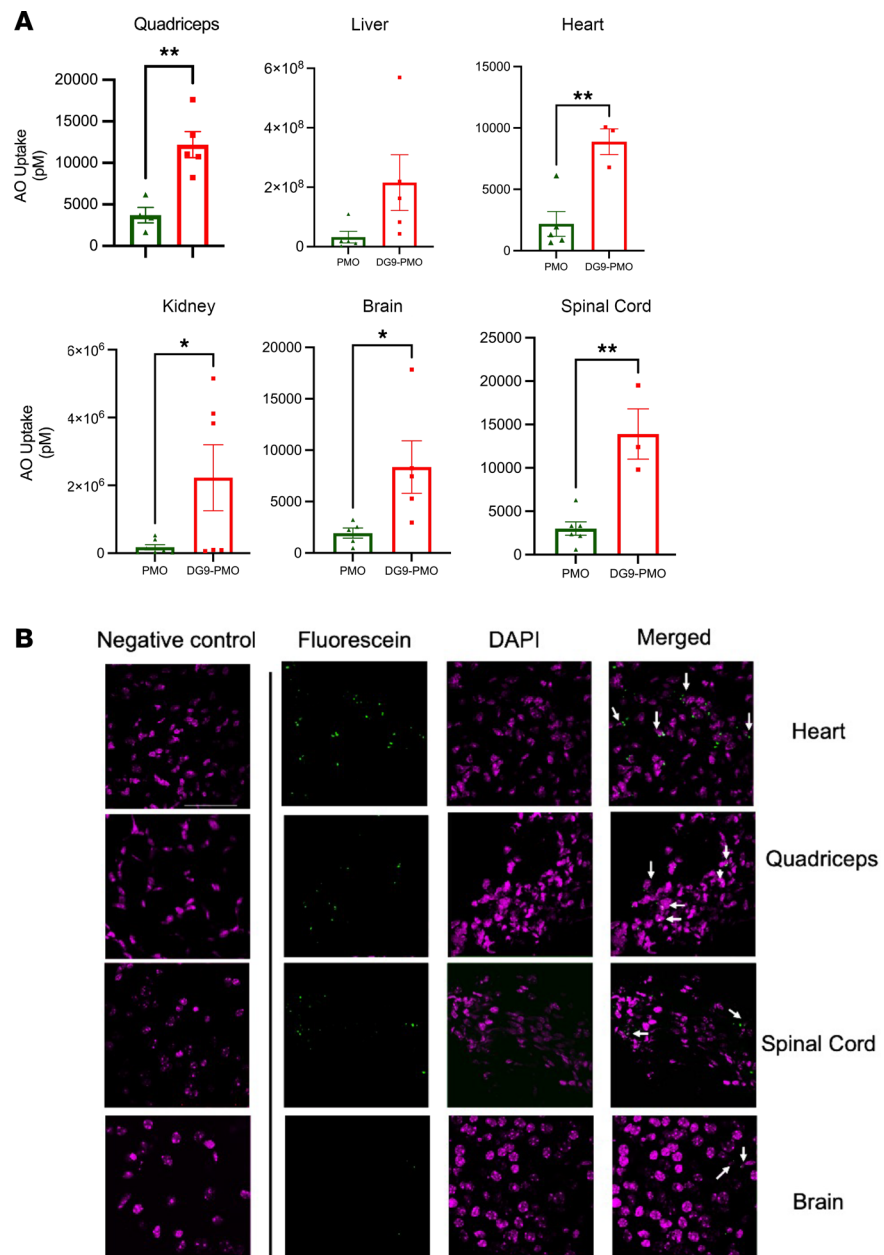 A
Quadriceps
Liver
Heart
**
**
AO Uptake
(pM)
20000
15000
10000
5000
0
6×10⁸
4×10⁸
2×10⁸
0
PMO
DG9-PMO
15000
10000
5000
0
PMO
DG9-PMO
Kidney
Brain
Spinal Cord
*
*
**
AO Uptake
(pM)
6×10⁶
4×10⁶
2×10⁶
0
PMO
DG9-PMO
20000
15000
10000
5000
0
PMO
DG9-PMO
25000
20000
15000
10000
5000
0
PMO
DG9-PMO
B
Negative control
Fluorescein
DAPI
Merged
Heart
Quadriceps
Spinal Cord
Brain